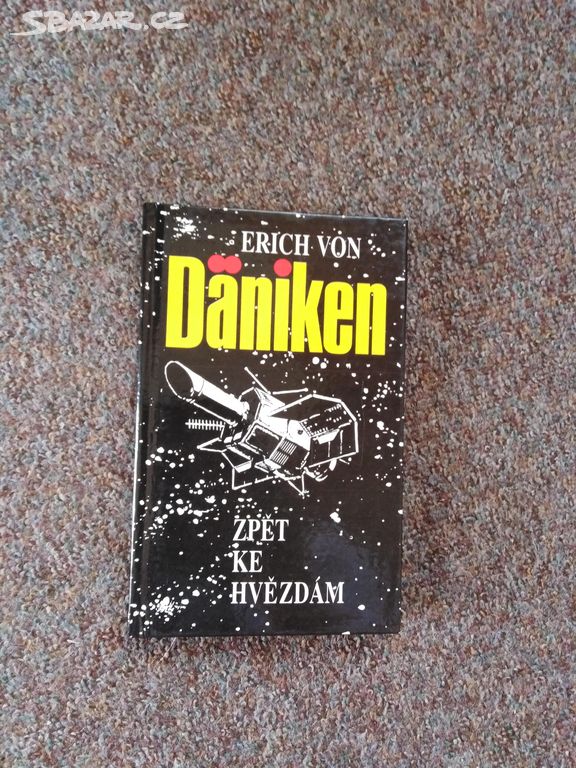 SBAZAR.CZ
ERICH VON
Däniken
ZPĚT
KE
HVĚZDÁM